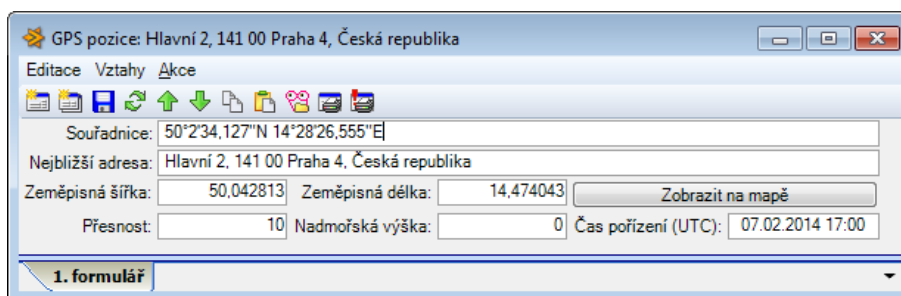 GPS pozice: Hlavní 2, 141 00 Praha 4, Česká republika
Editace Vztahy Akce
Souřadnice: 50°2'34,127"N 14°28'26,555"E
Nejbližší adresa: Hlavní 2, 141 00 Praha 4, Česká republika
Zeměpisná šířka: 50,042813 Zeměpisná délka: 14,474043 Zobrazit na mapě
Přesnost: 10 Nadmořská výška: 0 Čas pořízení (UTC): 07.02.2014 17:00
1. formulář